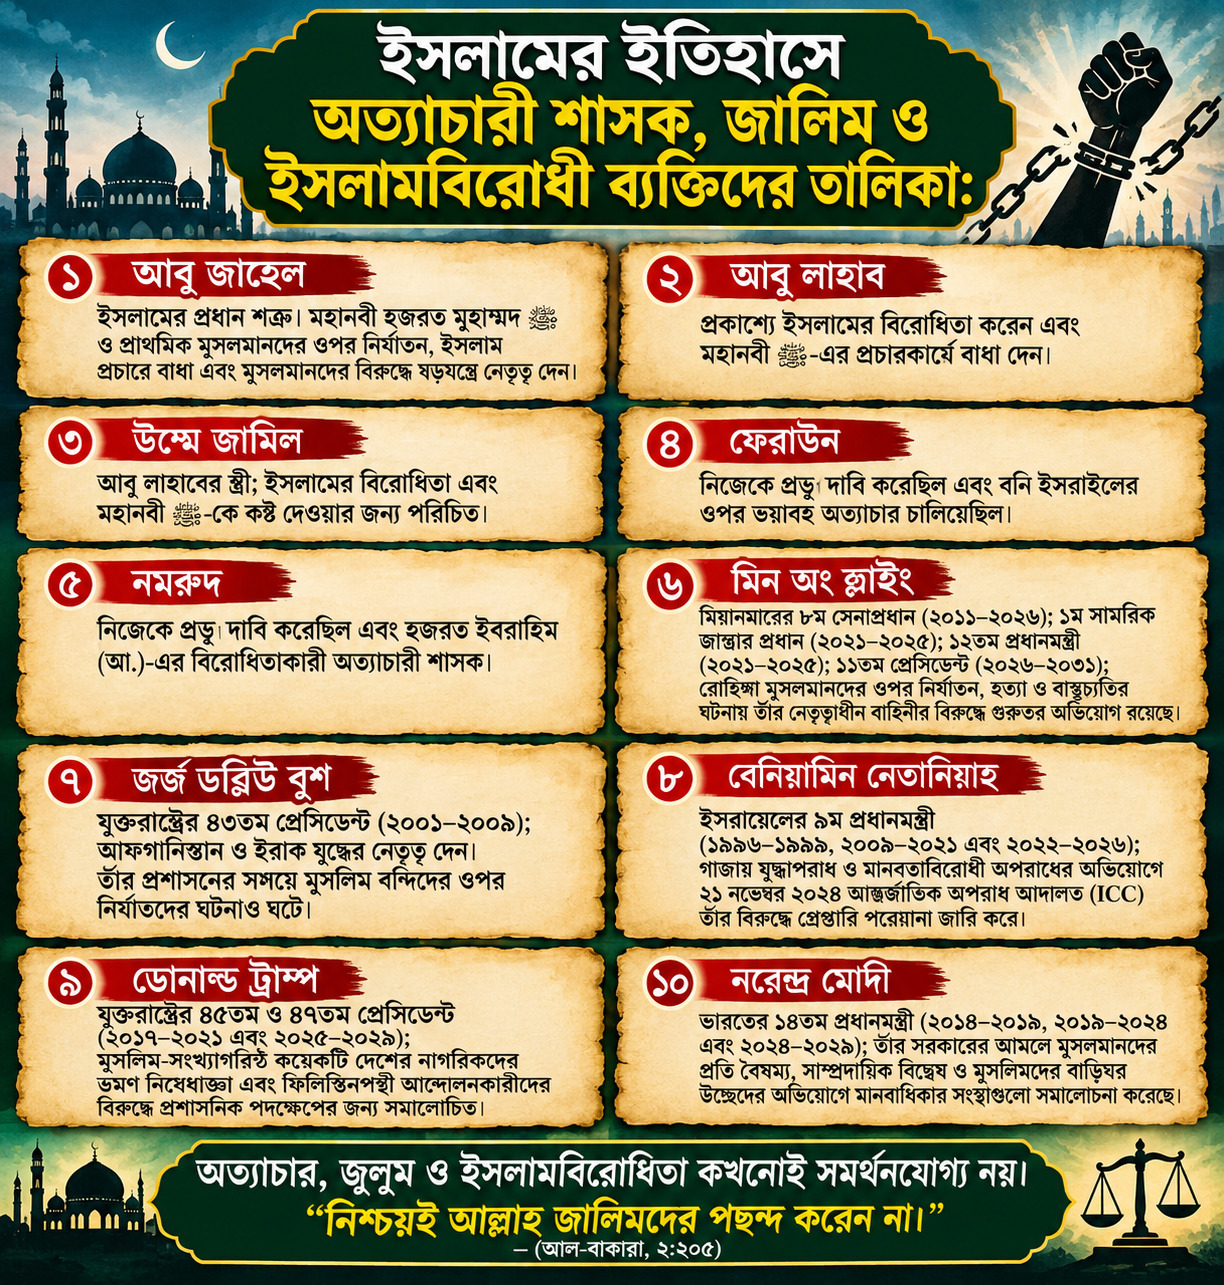 ইসলামের ইতিহাসে
অত্যাচারী শাসক, জালিম ও
ইসলামবিরোধী ব্যক্তিদের তালিকা:
১ আবু জাহেল
ইসলামের প্রধান শত্রু। মহানবী হজরত মুহাম্মদ ﷺ
ও প্রাথমিক মুসলমানদের ওপর নির্যাতন, ইসলাম
প্রচারে বাধা এবং মুসলমানদের বিরুদ্ধে ষড়যন্ত্রে নেতৃত্ব দেন।
২ আবু লাহাব
প্রকাশ্যে ইসলামের বিরোধিতা করেন এবং
মহানবী ﷺ-এর প্রচারকার্যে বাধা দেন।
৩ উম্মে জামিল
আবু লাহাবের স্ত্রী; ইসলামের বিরোধিতা এবং
মহানবী ﷺ-কে কষ্ট দেওয়ার জন্য পরিচিত।
৪ ফেরাউন
নিজেকে প্রভু দাবি করেছিল এবং বনি ইসরাইলের
ওপর ভয়াবহ অত্যাচার চালিয়েছিল।
৫ নমরুদ
নিজেকে প্রভু দাবি করেছিল এবং হজরত ইবরাহিম
(আ.)-এর বিরোধিতাকারী অত্যাচারী শাসক।
৬ মিন অং হ্লাইং
মিয়ানমারের ৮ম সেনাপ্রধান (২০১১–২০২৬); ১ম সামরিক
জান্তার প্রধান (২০২১–২০২৫); ১২তম প্রধানমন্ত্রী
(২০২১–২০২৫); ১১তম প্রেসিডেন্ট (২০২৬–২০৩১);
রোহিঙ্গা মুসলমানদের ওপর নির্যাতন, হত্যা ও বাস্তুচ্যুতির
ঘটনায় তাঁর নেতৃত্বাধীন বাহিনীর বিরুদ্ধে গুরুতর অভিযোগ রয়েছে।
৭ জর্জ ডব্লিউ বুশ
যুক্তরাষ্ট্রের ৪৩তম প্রেসিডেন্ট (২০০১–২০০৯);
আফগানিস্তান ও ইরাক যুদ্ধের নেতৃত্ব দেন।
তাঁর প্রশাসনের সময়ে মুসলিম বন্দিদের ওপর
নির্যাতদের ঘটনাও ঘটে।
৮ বেনিয়ামিন নেতানিয়াহ
ইসরায়েলের ৯ম প্রধানমন্ত্রী
(১৯৯৬–১৯৯৯, ২০০৯–২০২১ এবং ২০২২–২০২৬);
গাজায় যুদ্ধাপরাধ ও মানবতাবিরোধী অপরাধের অভিযোগে
২১ নভেম্বর ২০২৪ আন্তর্জাতিক অপরাধ আদালত (ICC)
তাঁর বিরুদ্ধে গ্রেপ্তারি পরেয়ানা জারি করে।
৯ ডোনাল্ড ট্রাম্প
যুক্তরাষ্ট্রের ৪৫তম ও ৪৭তম প্রেসিডেন্ট
(২০১৭–২০২১ এবং ২০২৫–২০২৯);
মুসলিম-সংখ্যাগরিষ্ঠ কয়েকটি দেশের নাগরিকদের
ভমণ নিষেধাজ্ঞা এবং ফিলিস্তিনপন্থী আন্দোলনকারীদের
বিরুদ্ধে প্রশাসনিক পদক্ষেপের জন্য সমালোচিত।
১০ নরেন্দ্র মোদী
ভারতের ১৪তম প্রধানমন্ত্রী (২০১৪–২০১৯, ২০১৯–২০২৪
এবং ২০২৪–২০২৯); তাঁর সরকারের আমলে মুসলমানদের
প্রতি বৈষম্য, সাম্প্রদায়িক বিদ্বেষ ও মুসলিমদের বাড়িঘর
উচ্ছেদের অভিযোগে মানবাধিকার সংস্থাগুলো সমালোচনা করেছে।
অত্যাচার, জুলুম ও ইসলামবিরোধিতা কখনোই সমর্থনযোগ্য নয়।
“নিশ্চয়ই আল্লাহ জালিমদের পছন্দ করেন না।”
– (আল-বাকারা, ২:২০৫)